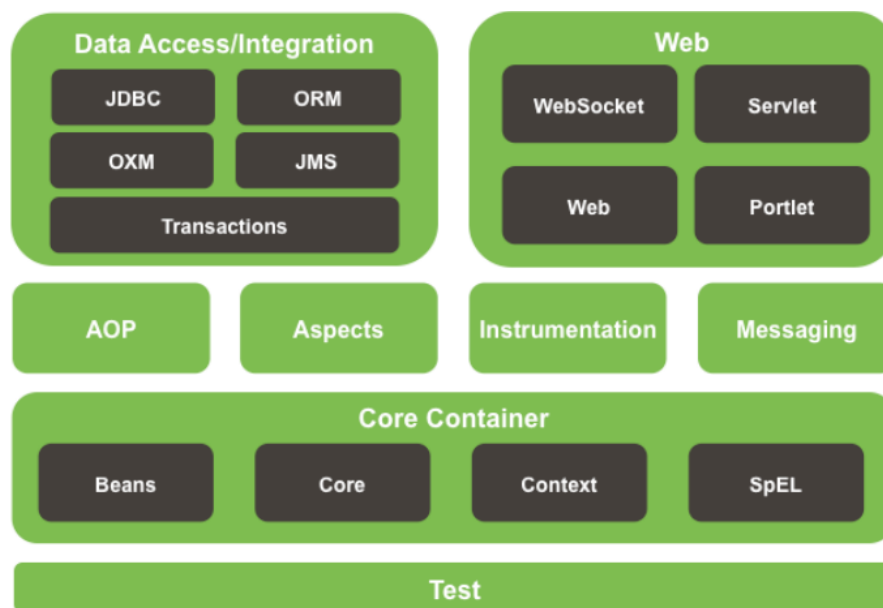 Data Access/Integration
JDBC
ORM
OXM
JMS
Transactions
Web
WebSocket
Servlet
Web
Portlet
AOP
Aspects
Instrumentation
Messaging
Core Container
Beans
Core
Context
SpEL
Test